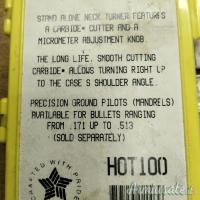 STAND ALONE NECK TURNER FEATURES
A CARBIDE* CUTTER AND A
MICROMETER ADJUSTMENT KNOB.
THE LONG LIFE, SMOOTH CUTTING
CARBIDE* ALLOWS TURNING RIGHT UP
TO THE CASE'S SHOULDER ANGLE.
PRECISION GROUND PILOTS (MANDRELS)
AVAILABLE FOR BULLETS RANGING
FROM .171 UP TO .513
(SOLD SEPARATELY)
HOT100
CRAFTED WITH PRIDE